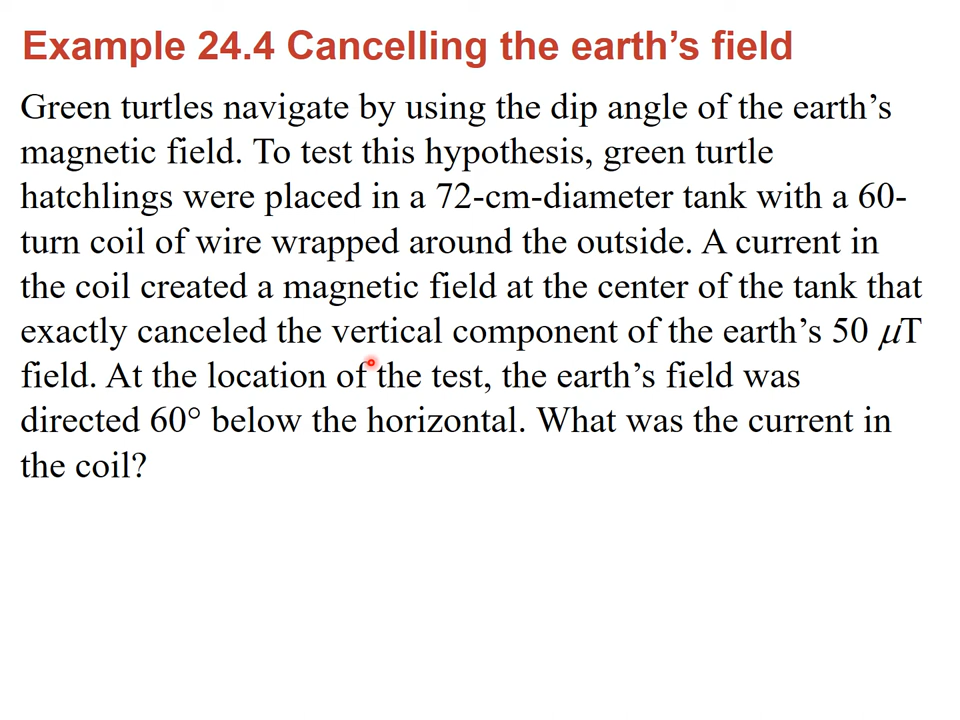 Example 24.4 Cancelling the earth’s field
Green turtles navigate by using the dip angle of the earth’s
magnetic field. To test this hypothesis, green turtle
hatchlings were placed in a 72-cm-diameter tank with a 60-
turn coil of wire wrapped around the outside. A current in
the coil created a magnetic field at the center of the tank that
exactly canceled the vertical component of the earth’s 50 μT
field. At the location of the test, the earth’s field was
directed 60° below the horizontal. What was the current in
the coil?